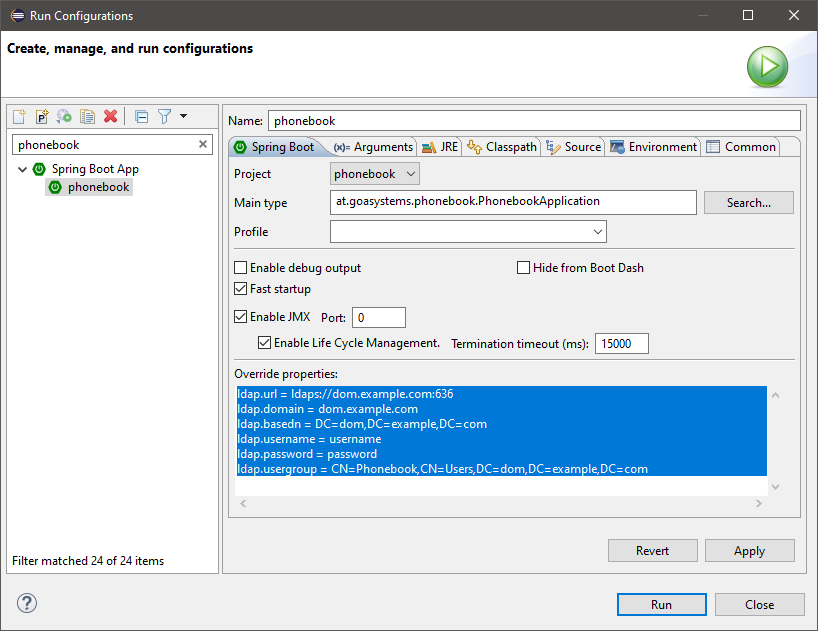 Run Configurations
Create, manage, and run configurations
phonebook
Spring Boot App
phonebook
Filter matched 24 of 24 items
Name: phonebook
Spring Boot (x)= Arguments JRE Classpath Source Environment Common
Project phonebook
Main type at.goasystems.phonebook.PhonebookApplication Search...
Profile
Enable debug output Hide from Boot Dash
Fast startup
Enable JMX Port: 0
Enable Life Cycle Management. Termination timeout (ms): 15000
Override properties:
ldap.url = ldaps://dom.example.com:636
ldap.domain = dom.example.com
ldap.basedn = DC=dom,DC=example,DC=com
ldap.username = username
ldap.password = password
ldap.usergroup = CN=Phonebook,CN=Users,DC=dom,DC=example,DC=com
Revert Apply
Run Close